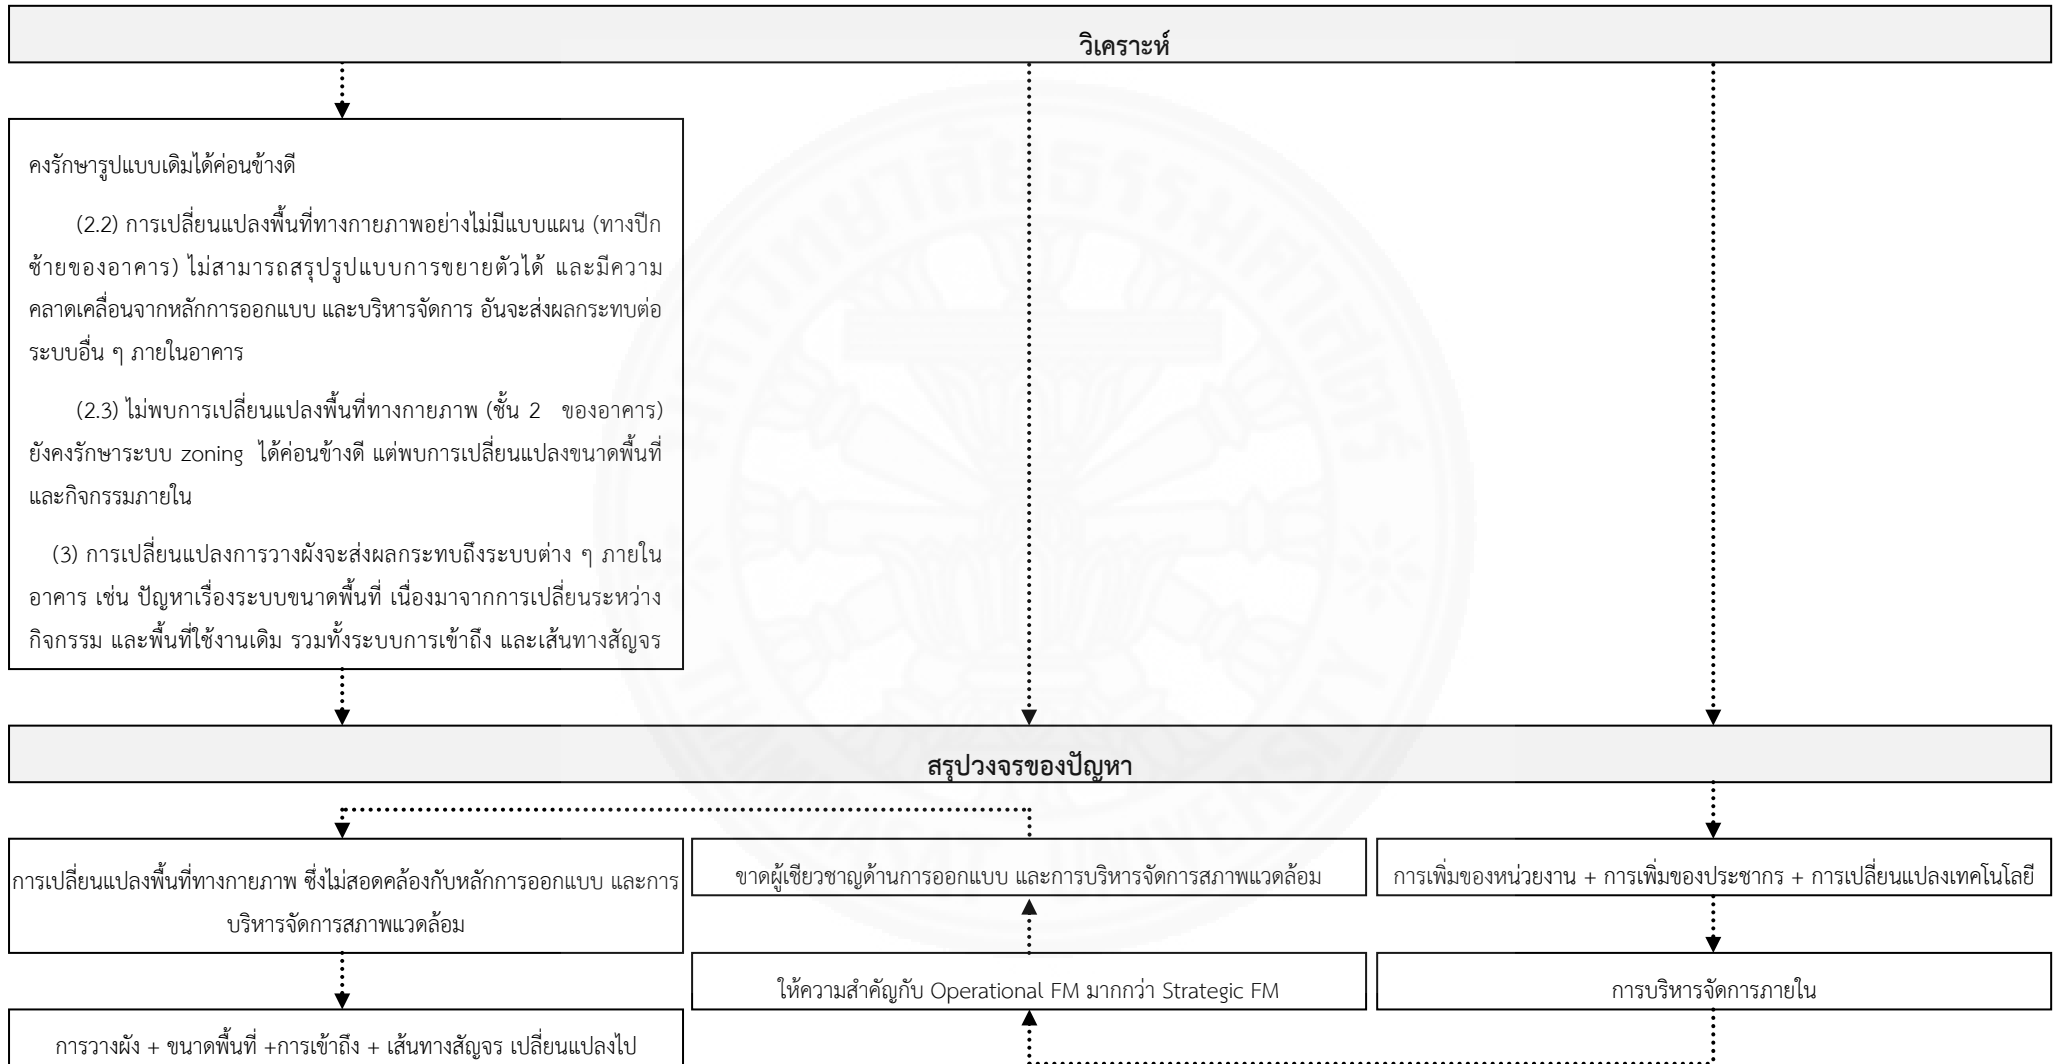 วิเคราะห์
คงรักษารูปแบบเดิมได้ค่อนข้างดี
(2.2) การเปลี่ยนแปลงพื้นที่ทางกายภาพอย่างไม่มีแบบแผน (ทางปีก
ซ้ายของอาคาร) ไม่สามารถสรุปรูปแบบการขยายตัวได้ และมีความ
คลาดเคลื่อนจากหลักการออกแบบ และบริหารจัดการ อันจะส่งผลกระทบต่อ
ระบบอื่น ๆ ภายในอาคาร
(2.3) ไม่พบการเปลี่ยนแปลงพื้นที่ทางกายภาพ (ชั้น 2 ของอาคาร)
ยังคงรักษาระบบ zoning ได้ค่อนข้างดี แต่พบการเปลี่ยนแปลงขนาดพื้นที่
และกิจกรรมภายใน
(3) การเปลี่ยนแปลงการวางผังจะส่งผลกระทบถึงระบบต่าง ๆ ภายใน
อาคาร เช่น ปัญหาเรื่องระบบขนาดพื้นที่ เนื่องมาจากการเปลี่ยนระหว่าง
กิจกรรม และพื้นที่ใช้งานเดิม รวมทั้งระบบการเข้าถึง และเส้นทางสัญจร
สรุปวงจรของปัญหา
การเปลี่ยนแปลงพื้นที่ทางกายภาพ ซึ่งไม่สอดคล้องกับหลักการออกแบบ และการ
บริหารจัดการสภาพแวดล้อม
การวางผัง + ขนาดพื้นที่ +การเข้าถึง + เส้นทางสัญจร เปลี่ยนแปลงไป
ขาดผู้เชียวชาญด้านการออกแบบ และการบริหารจัดการสภาพแวดล้อม
ให้ความสำคัญกับ Operational FM มากกว่า Strategic FM
การเพิ่มของหน่วยงาน + การเพิ่มของประชากร + การเปลี่ยนแปลงเทคโนโลยี
การบริหารจัดการภายใน
มหาวิทยาลัยธรรมศาสตร์
THAMMASAT UNIVERSITY